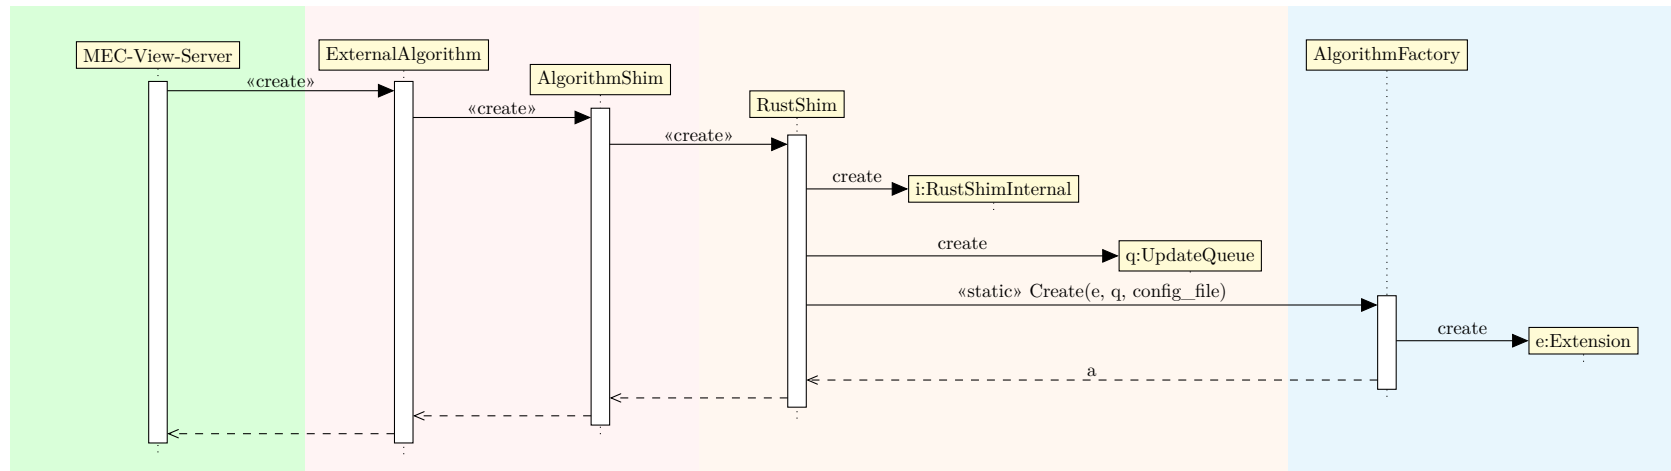 MEC-View-Server
ExternalAlgorithm
AlgorithmFactory
AlgorithmShim
«create»
RustShim
«create»
«create»
create
i:RustShimInternal
create
q:UpdateQueue
«static» Create(e, q, config_file)
create
e:Extension
a